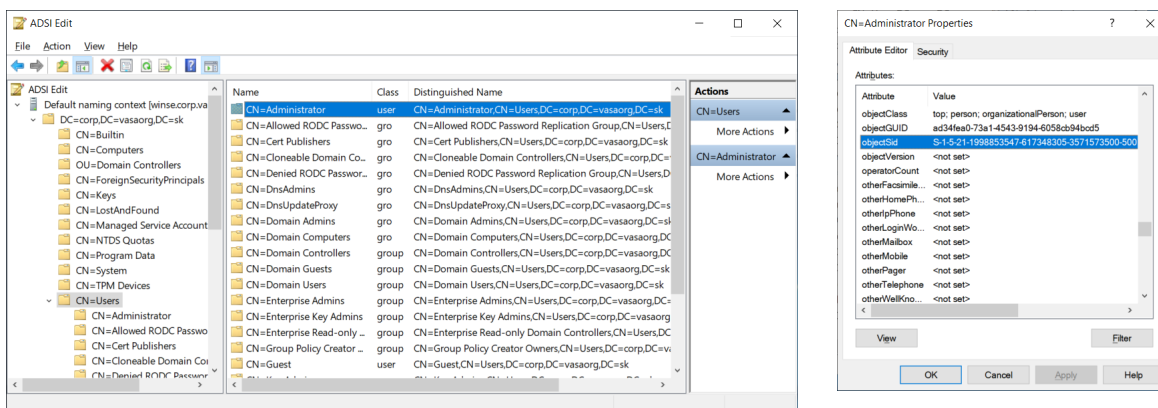 ADSI Edit
File Action View Help
ADSI Edit
Default naming context [winse.corp.va
DC=corp,DC=vasaorg,DC=sk
CN=Builtin
CN=Computers
OU=Domain Controllers
CN=ForeignSecurityPrincipals
CN=Keys
CN=LostAndFound
CN=Managed Service Account
CN=NTDS Quotas
CN=Program Data
CN=System
CN=TPM Devices
CN=Users
CN=Administrator
CN=Allowed RODC Passwo
CN=Cert Publishers
CN=Cloneable Domain Co
CN=Denied RODC Passwor
Name Class Distinguished Name
CN=Administrator user CN=Administrator,CN=Users,DC=corp,DC=vasaorg,DC=sk
CN=Allowed RODC Passwo... gro CN=Allowed RODC Password Replication Group,CN=Users,D
CN=Cert Publishers gro CN=Cert Publishers,CN=Users,DC=corp,DC=vasaorg,DC=sk
CN=Cloneable Domain Co... gro CN=Cloneable Domain Controllers,CN=Users,DC=corp,DC=
CN=Denied RODC Passwor... gro CN=Denied RODC Password Replication Group,CN=Users,D
CN=DnsAdmins gro CN=DnsAdmins,CN=Users,DC=corp,DC=vasaorg,DC=sk
CN=DnsUpdateProxy gro CN=DnsUpdateProxy,CN=Users,DC=corp,DC=vasaorg,DC=s
CN=Domain Admins gro CN=Domain Admins,CN=Users,DC=corp,DC=vasaorg,DC=sk
CN=Domain Computers gro CN=Domain Computers,CN=Users,DC=corp,DC=vasaorg,DC
CN=Domain Controllers group CN=Domain Controllers,CN=Users,DC=corp,DC=vasaorg,DC
CN=Domain Guests group CN=Domain Guests,CN=Users,DC=corp,DC=vasaorg,DC=sk
CN=Domain Users group CN=Domain Users,CN=Users,DC=corp,DC=vasaorg,DC=sk
CN=Enterprise Admins group CN=Enterprise Admins,CN=Users,DC=corp,DC=vasaorg,DC=
CN=Enterprise Key Admins group CN=Enterprise Key Admins,CN=Users,DC=corp,DC=vasaorg
CN=Enterprise Read-only ... group CN=Enterprise Read-only Domain Controllers,CN=Users,DC
CN=Group Policy Creator ... group CN=Group Policy Creator Owners,CN=Users,DC=corp,DC=va
CN=Guest user CN=Guest,CN=Users,DC=corp,DC=vasaorg,DC=sk
Actions
CN=Users
More Actions
CN=Administrator
More Actions
CN=Administrator Properties
Attribute Editor Security
Attributes:
Attribute Value
objectClass top; person; organizationalPerson; user
objectGUID ad34fea0-73a1-4543-9194-6058cb94bcd5
objectSid S-1-5-21-1998853547-617348305-3571573500-500
objectVersion <not set>
operatorCount <not set>
otherFacsimile... <not set>
otherHomePh... <not set>
otherIpPhone <not set>
otherLoginWo... <not set>
otherMailbox <not set>
otherMobile <not set>
otherPager <not set>
otherTelephone <not set>
otherWellKno... <not set>
View Filter
OK Cancel Apply Help